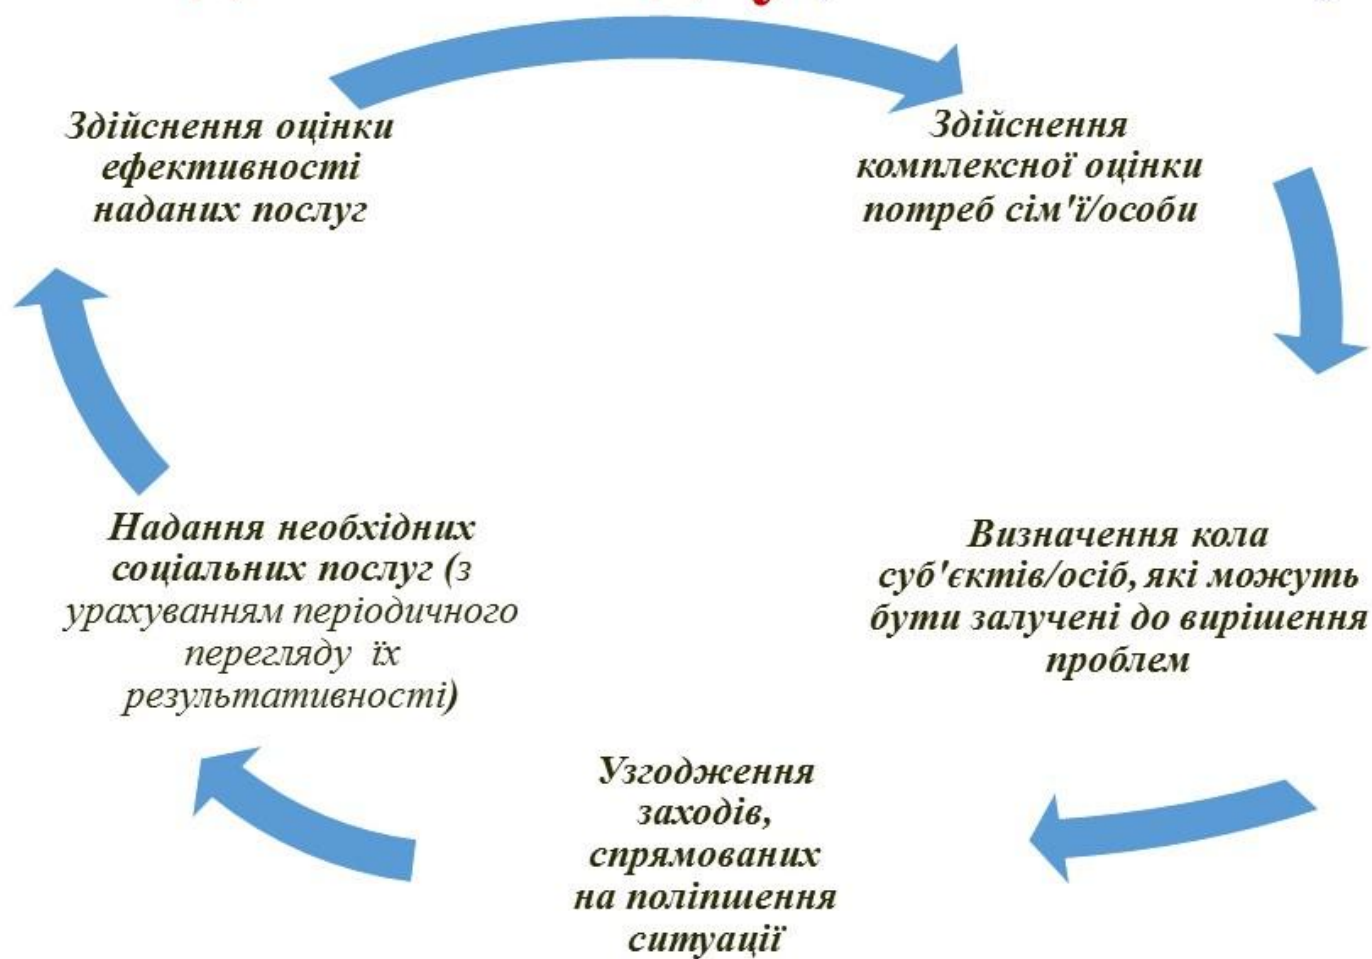 Здійснення оцінки
ефективності
наданих послуг
Здійснення
комплексної оцінки
потреб сім'ї/особи
Визначення кола
суб'єктів/осіб, які можуть
бути залучені до вирішення
проблем
Узгодження
заходів,
спрямованих
на поліпшення
ситуації
Надання необхідних
соціальних послуг (з
урахуванням періодичного
перегляду їх
результативності)